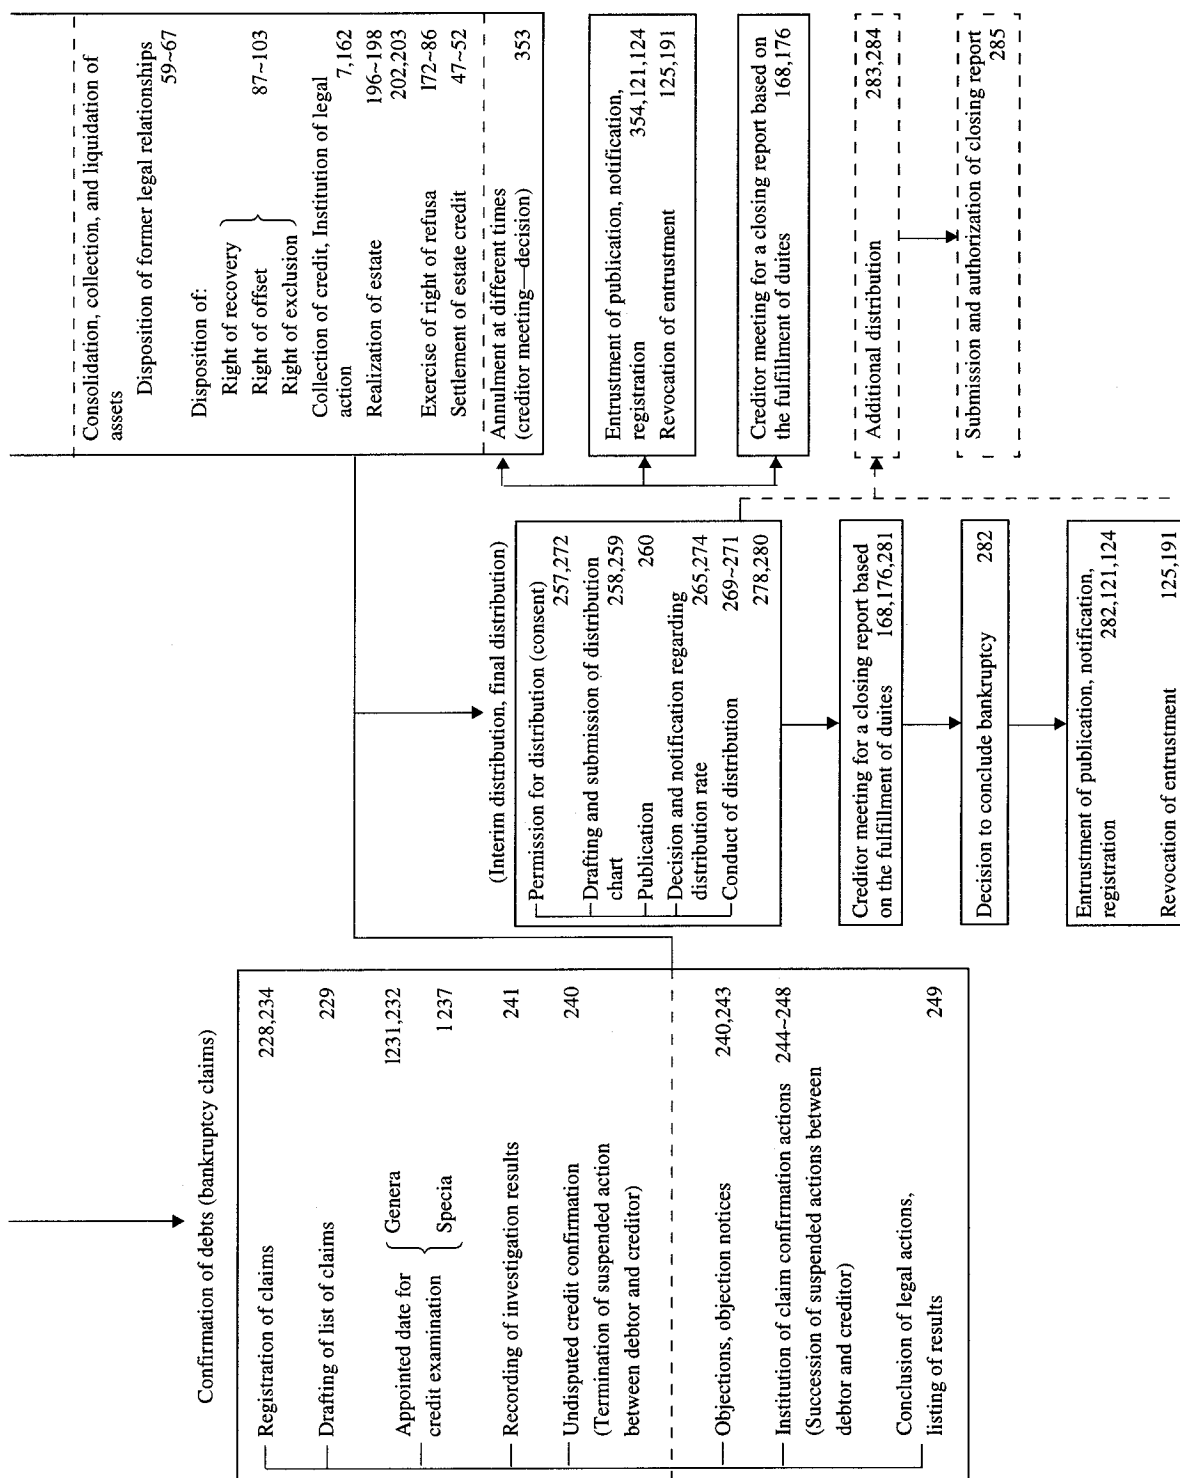 Confirmation of debts (bankruptcy claims)
Registration of claims 228,234
Drafting of list of claims 229
Appointed date for
credit examination
Genera 1231,232
Specia 1 237
Recording of investigation results 241
Undisputed credit confirmation 240
(Termination of suspended action
between debtor and creditor)
Objections, objection notices 240,243
Institution of claim confirmation actions 244~248
(Succession of suspended actions between
debtor and creditor)
Conclusion of legal actions, 249
listing of results
(Interim distribution, final distribution)
Permission for distribution (consent)
257,272
Drafting and submission of distribution
chart 258,259
Publication 260
Decision and notification regarding
distribution rate 265,274
Conduct of distribution 269~271
278,280
Creditor meeting for a closing report based
on the fulfillment of duites 168,176,281
Decision to conclude bankruptcy 282
Entrustment of publication, notification,
registration 282,121,124
Revocation of entrustment 125,191
Consolidation, collection, and liquidation of
assets
Disposition of former legal relationships
59~67
Disposition of:
Right of recovery
Right of offset 87~103
Right of exclusion
Collection of credit, Institution of legal
action 7,162
Realization of estate 196~198
202,203
Exercise of right of refusa 172~86
Settlement of estate credit 47~52
Annulment at different times
(creditor meeting—decision) 353
Entrustment of publication, notification,
registration 354,121,124
Revocation of entrustment 125,191
Creditor meeting for a closing report based on
the fulfillment of duites 168,176
Additional distribution 283,284
Submission and authorization of closing report
285